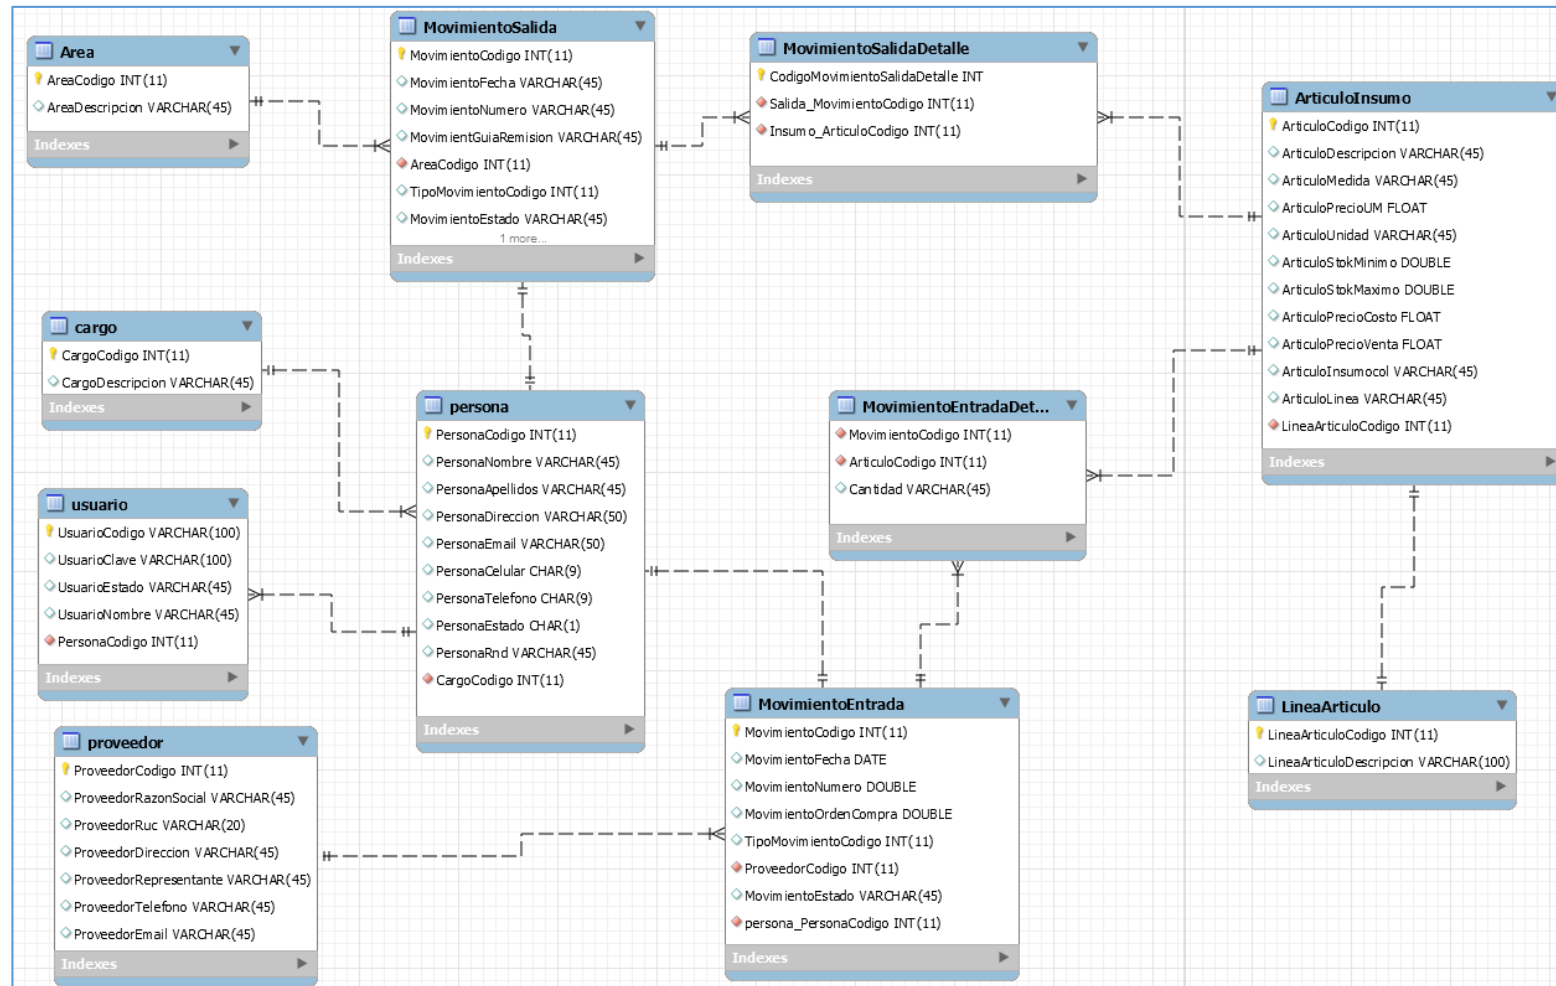 Area
AreaCodigo INT(11)
AreaDescripcion VARCHAR(45)
Indexes
MovimientoSalida
MovimientoCodigo INT(11)
MovimientoFecha VARCHAR(45)
MovimientoNumero VARCHAR(45)
MovimientGuiaRemision VARCHAR(45)
AreaCodigo INT(11)
TipoMovimientoCodigo INT(11)
MovimientoEstado VARCHAR(45)
1 more...
Indexes
MovimientoSalidaDetalle
CodigoMovimientoSalidaDetalle INT
Salida_MovimientoCodigo INT(11)
Insumo_ArticuloCodigo INT(11)
Indexes
ArticuloInsumo
ArticuloCodigo INT(11)
ArticuloDescripcion VARCHAR(45)
ArticuloMedida VARCHAR(45)
ArticuloPrecioUM FLOAT
ArticuloUnidad VARCHAR(45)
ArticuloStokMinimo DOUBLE
ArticuloStokMaximo DOUBLE
ArticuloPrecioCosto FLOAT
ArticuloPrecioVenta FLOAT
ArticuloInsumocol VARCHAR(45)
ArticuloLinea VARCHAR(45)
LineaArticuloCodigo INT(11)
Indexes
cargo
CargoCodigo INT(11)
CargoDescripcion VARCHAR(45)
Indexes
persona
PersonaCodigo INT(11)
PersonaNombre VARCHAR(45)
PersonaApellidos VARCHAR(45)
PersonaDireccion VARCHAR(50)
PersonaEmail VARCHAR(50)
PersonaCelular CHAR(9)
PersonaTelefono CHAR(9)
PersonaEstado CHAR(1)
PersonaRnd VARCHAR(45)
CargoCodigo INT(11)
Indexes
MovimientoEntradaDet...
MovimientoCodigo INT(11)
ArticuloCodigo INT(11)
Cantidad VARCHAR(45)
Indexes
usuario
UsuarioCodigo VARCHAR(100)
UsuarioClave VARCHAR(100)
UsuarioEstado VARCHAR(45)
UsuarioNombre VARCHAR(45)
PersonaCodigo INT(11)
Indexes
proveedor
ProveedorCodigo INT(11)
ProveedorRazonSocial VARCHAR(45)
ProveedorRuc VARCHAR(20)
ProveedorDireccion VARCHAR(45)
ProveedorRepresentante VARCHAR(45)
ProveedorTelefono VARCHAR(45)
ProveedorEmail VARCHAR(45)
Indexes
MovimientoEntrada
MovimientoCodigo INT(11)
MovimientoFecha DATE
MovimientoNumero DOUBLE
MovimientoOrdenCompra DOUBLE
TipoMovimientoCodigo INT(11)
ProveedorCodigo INT(11)
MovimientoEstado VARCHAR(45)
persona_PersonaCodigo INT(11)
Indexes
LineaArticulo
LineaArticuloCodigo INT(11)
LineaArticuloDescripcion VARCHAR(100)
Indexes